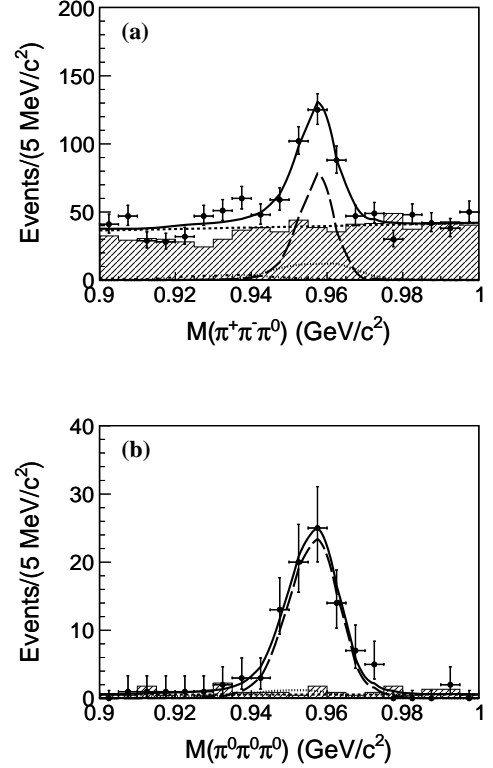 200
(a)
150
100
50
0
Events/(5 MeV/c²)
0.9 0.92 0.94 0.96 0.98 1
M(π⁺π⁻π⁰) (GeV/c²)
40
(b)
30
20
10
0
Events/(5 MeV/c²)
0.9 0.92 0.94 0.96 0.98 1
M(π⁰π⁰π⁰) (GeV/c²)